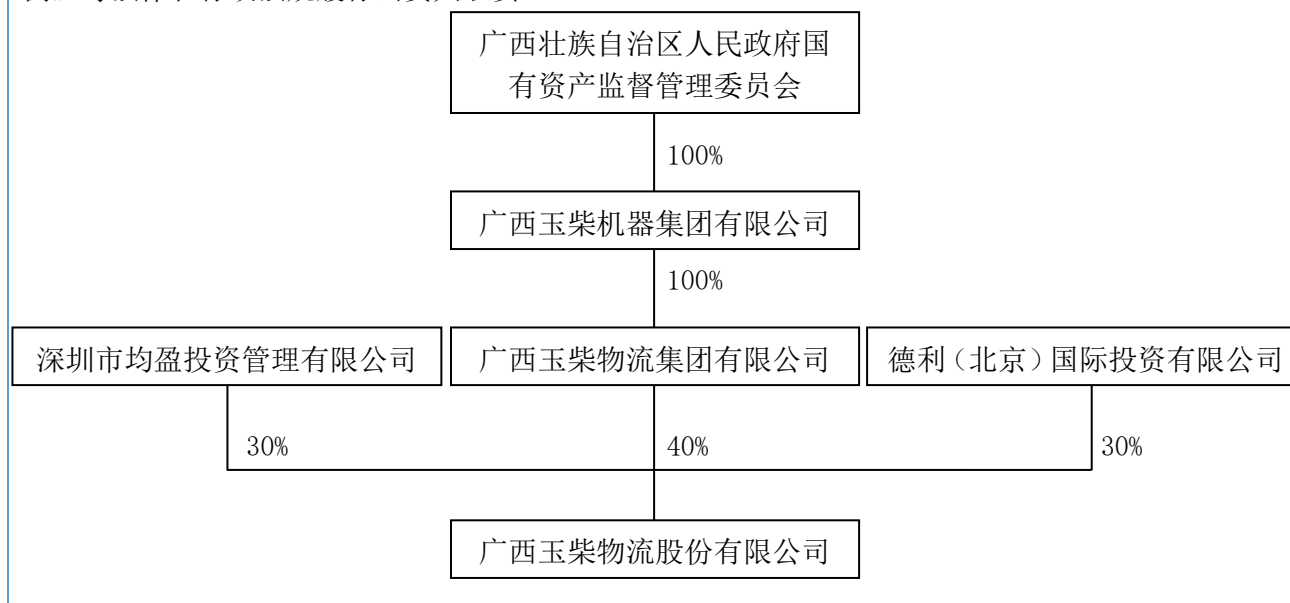 广西壮族自治区人民政府国
有资产监督管理委员会
100%
广西玉柴机器集团有限公司
100%
深圳市均盈投资管理有限公司
广西玉柴物流集团有限公司
德利（北京）国际投资有限公司
30%
40%
30%
广西玉柴物流股份有限公司